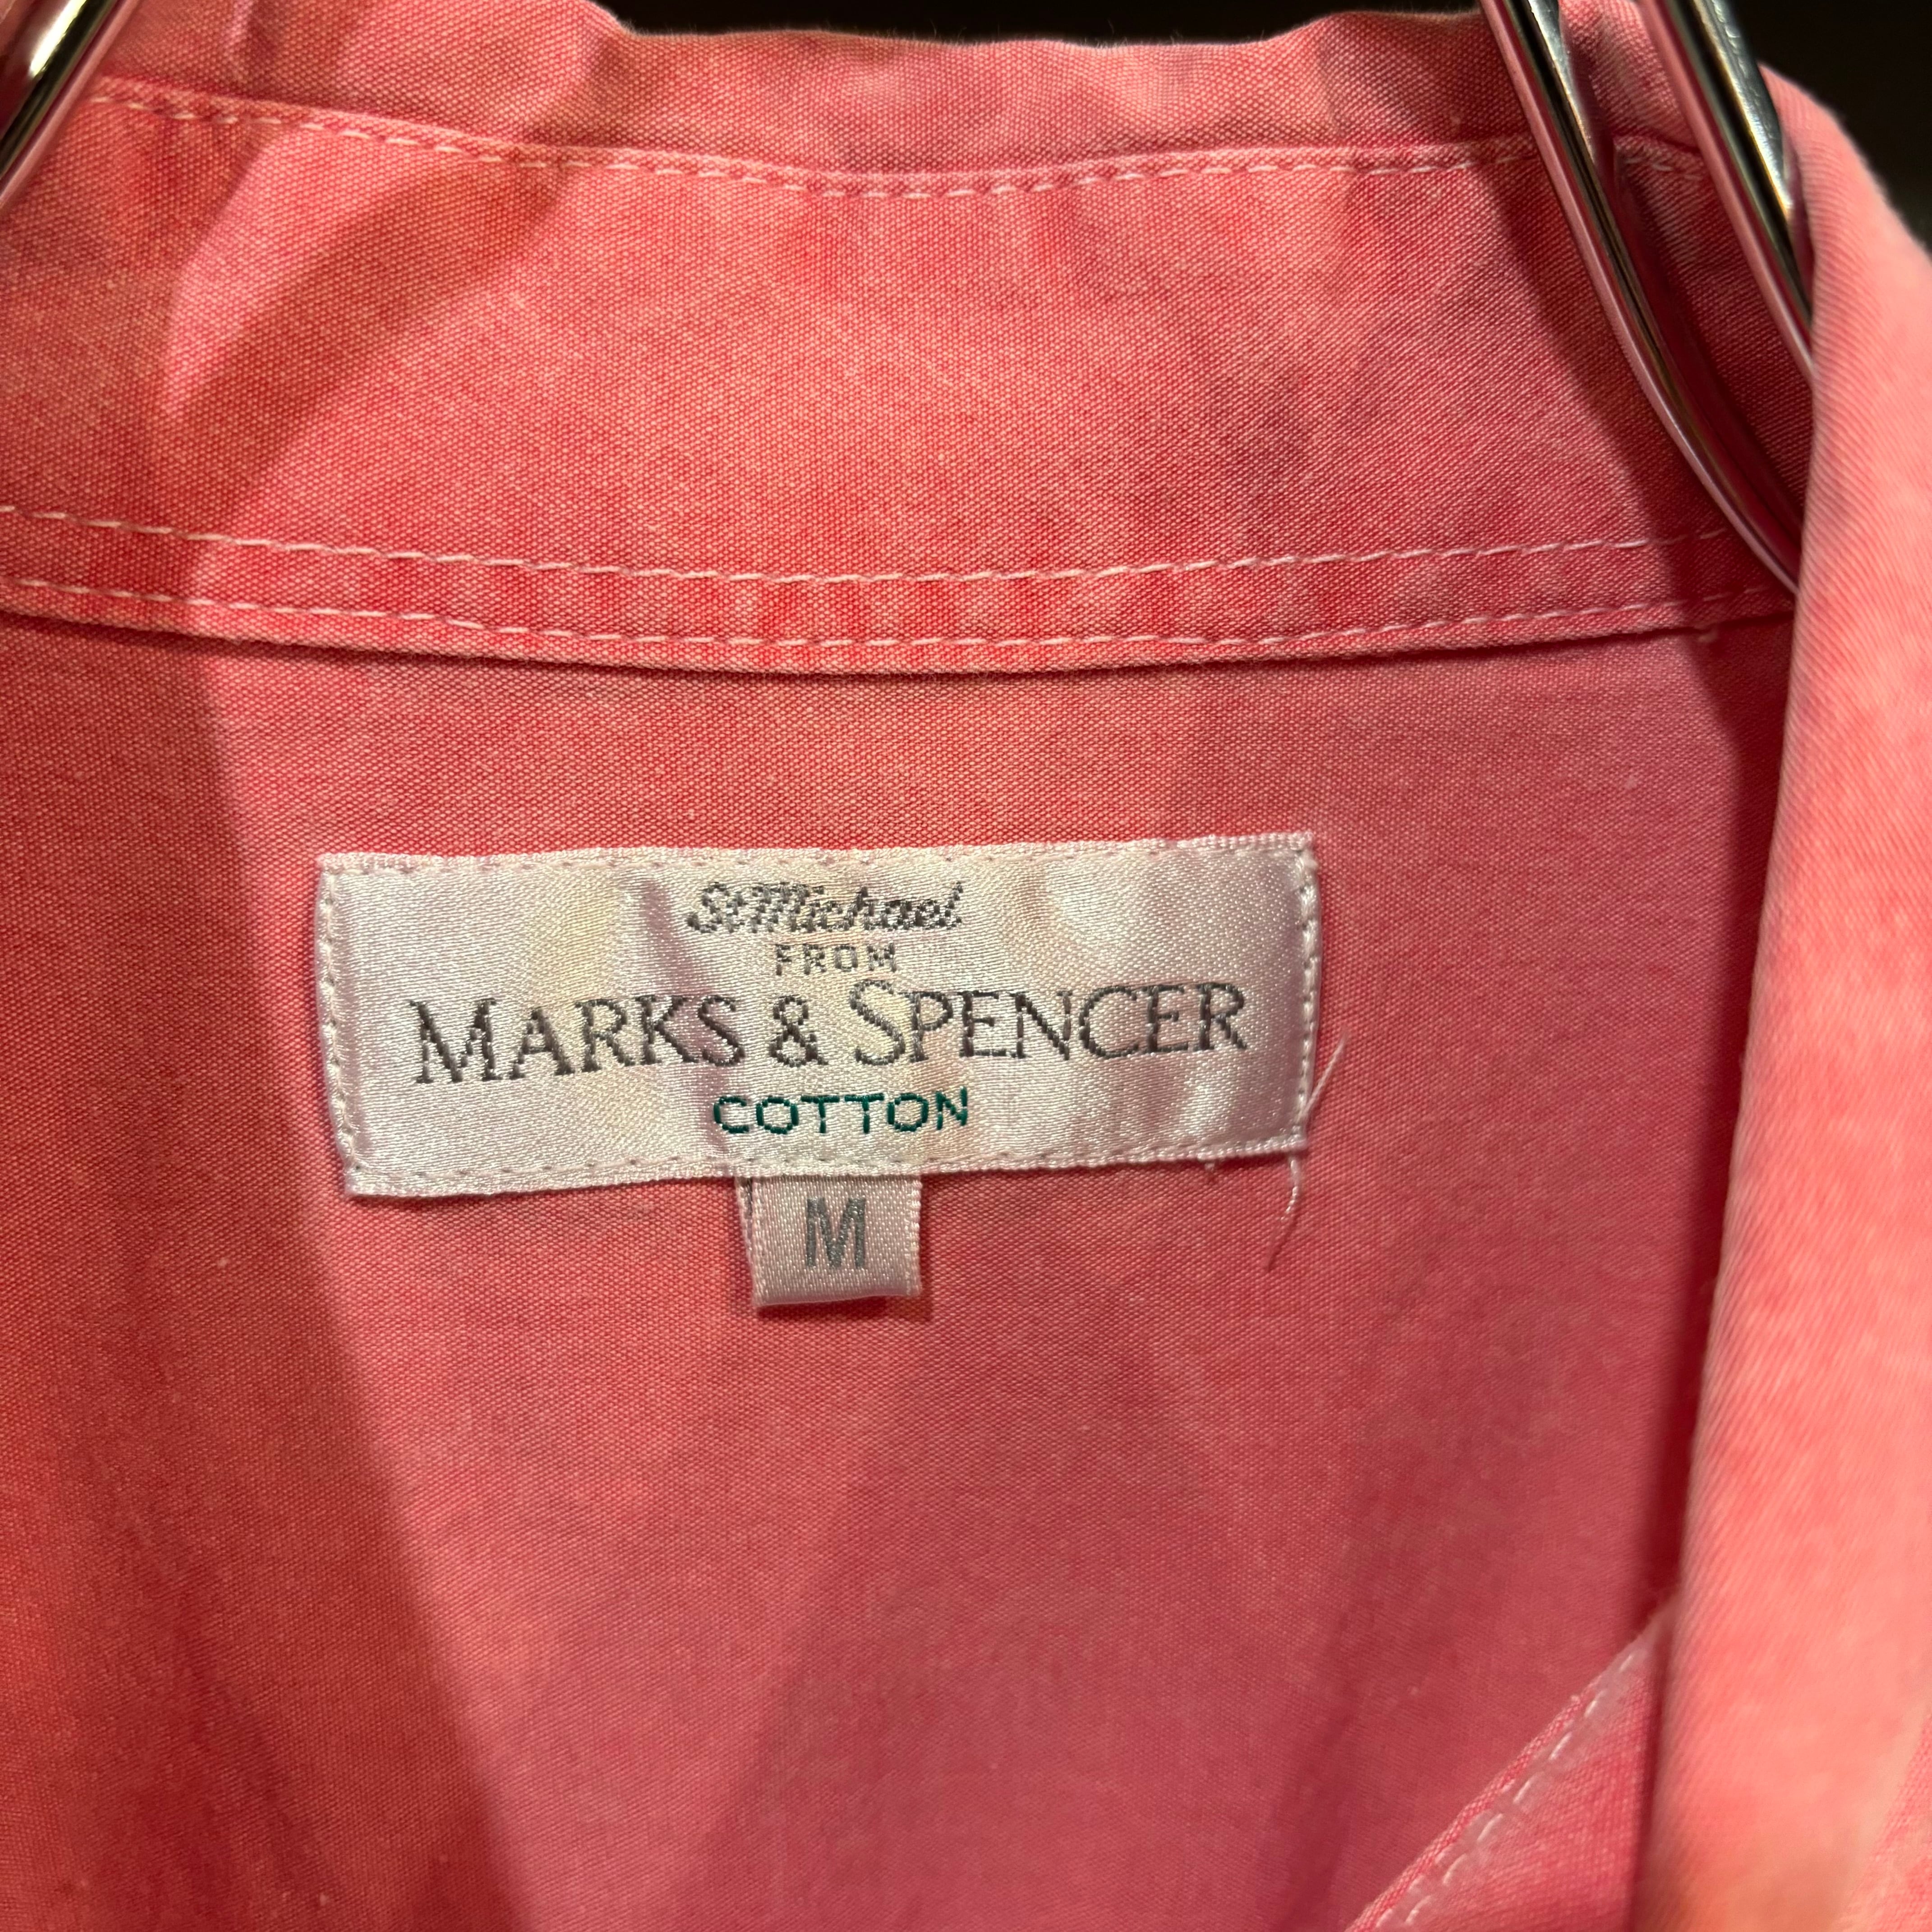 St Michael
FROM
MARKS & SPENCER
COTTON
M